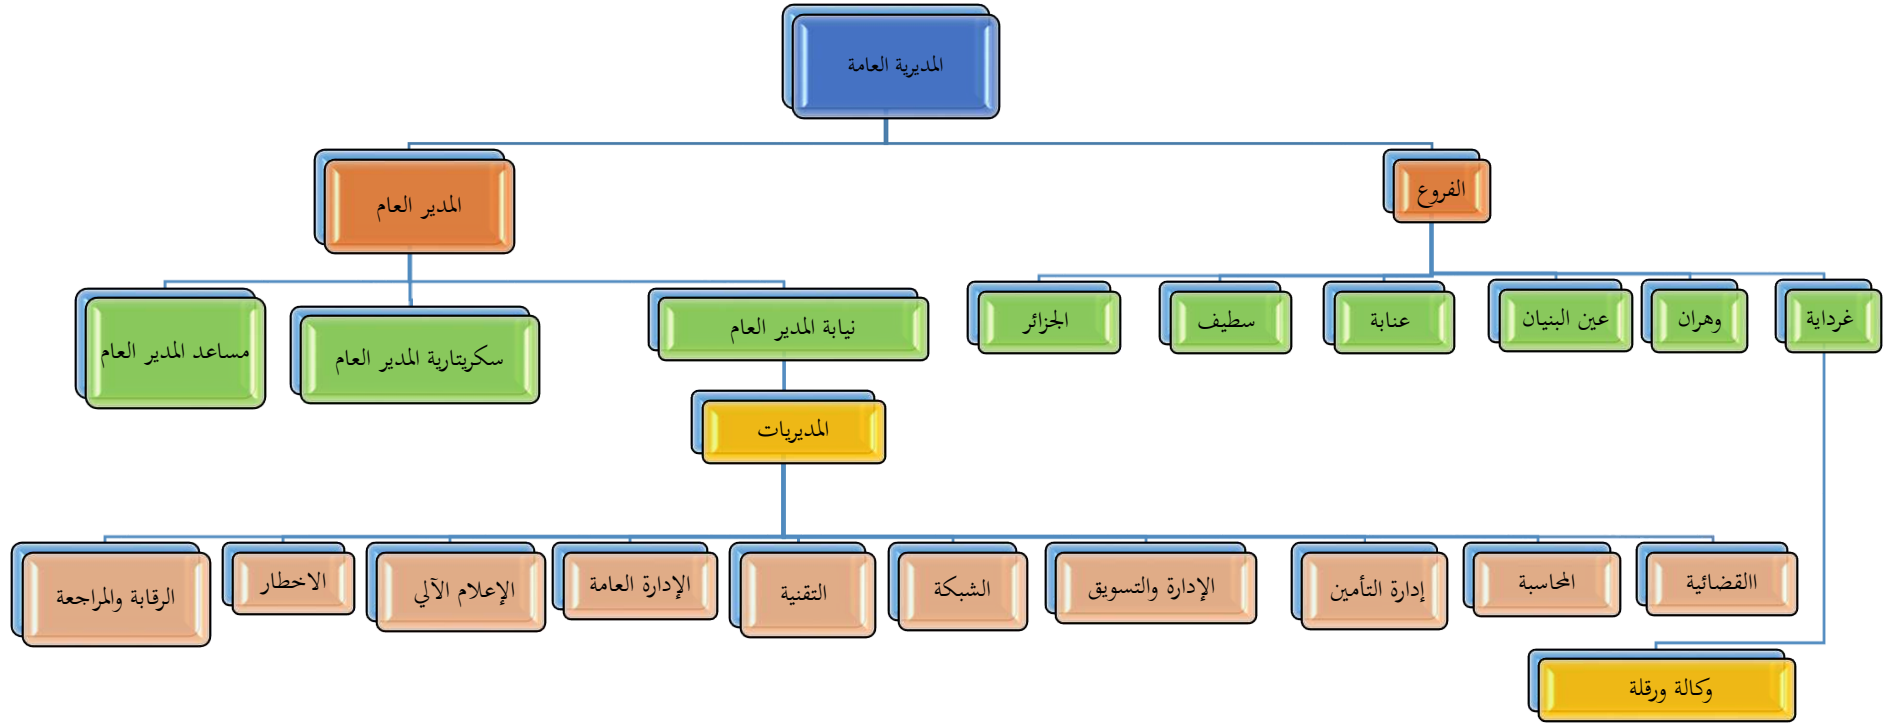 المديرية العامة
الفروع
المدير العام
غرداية
وهران
عين البنيان
عنابة
سطيف
الجزائر
نيابة المدير العام
سكريتارية المدير العام
مساعد المدير العام
المديريات
االقضائية
المحاسبة
إدارة التأمين
الإدارة والتسويق
الشبكة
التقنية
الإدارة العامة
الإعلام الآلي
الاخطار
الرقابة والمراجعة
وكالة ورقلة